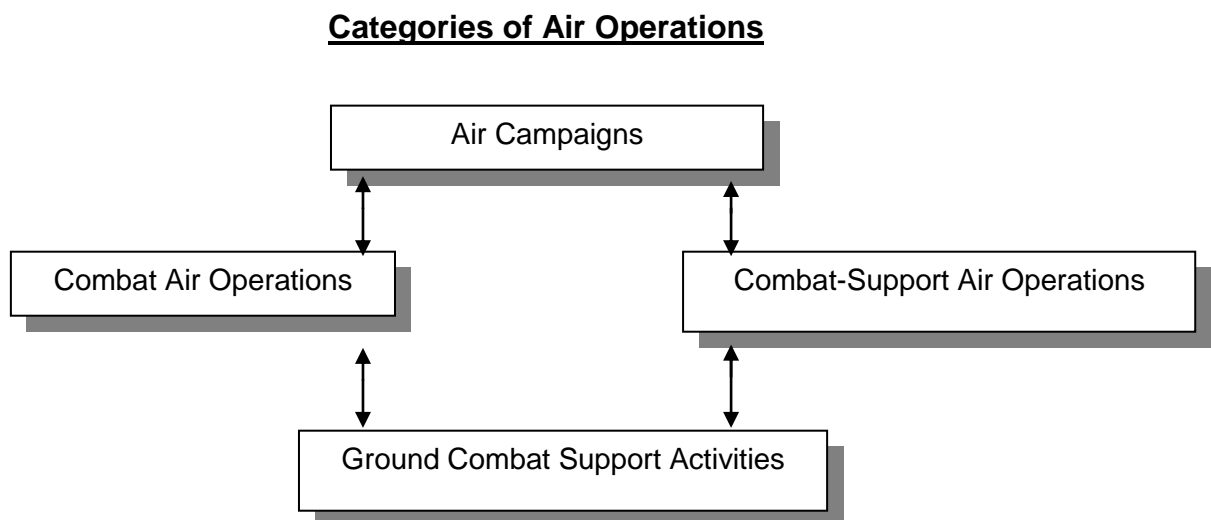 Categories of Air Operations
Air Campaigns
Combat Air Operations
Combat-Support Air Operations
Ground Combat Support Activities